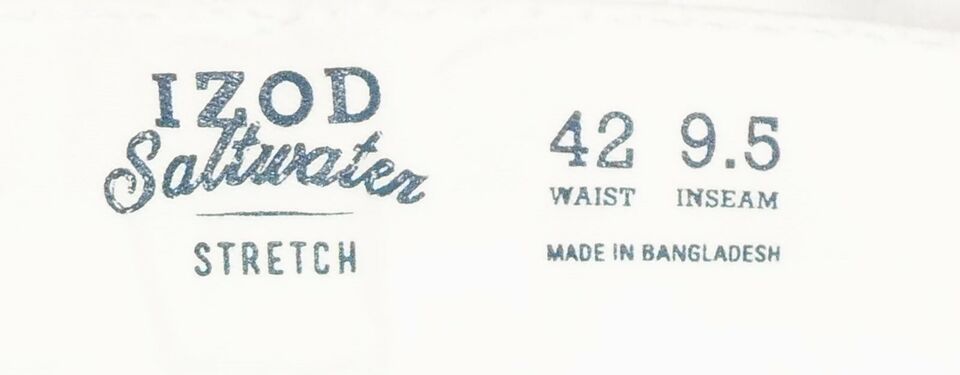 IZOD
Saltwater
STRETCH
42 9.5
WAIST INSEAM
MADE IN BANGLADESH